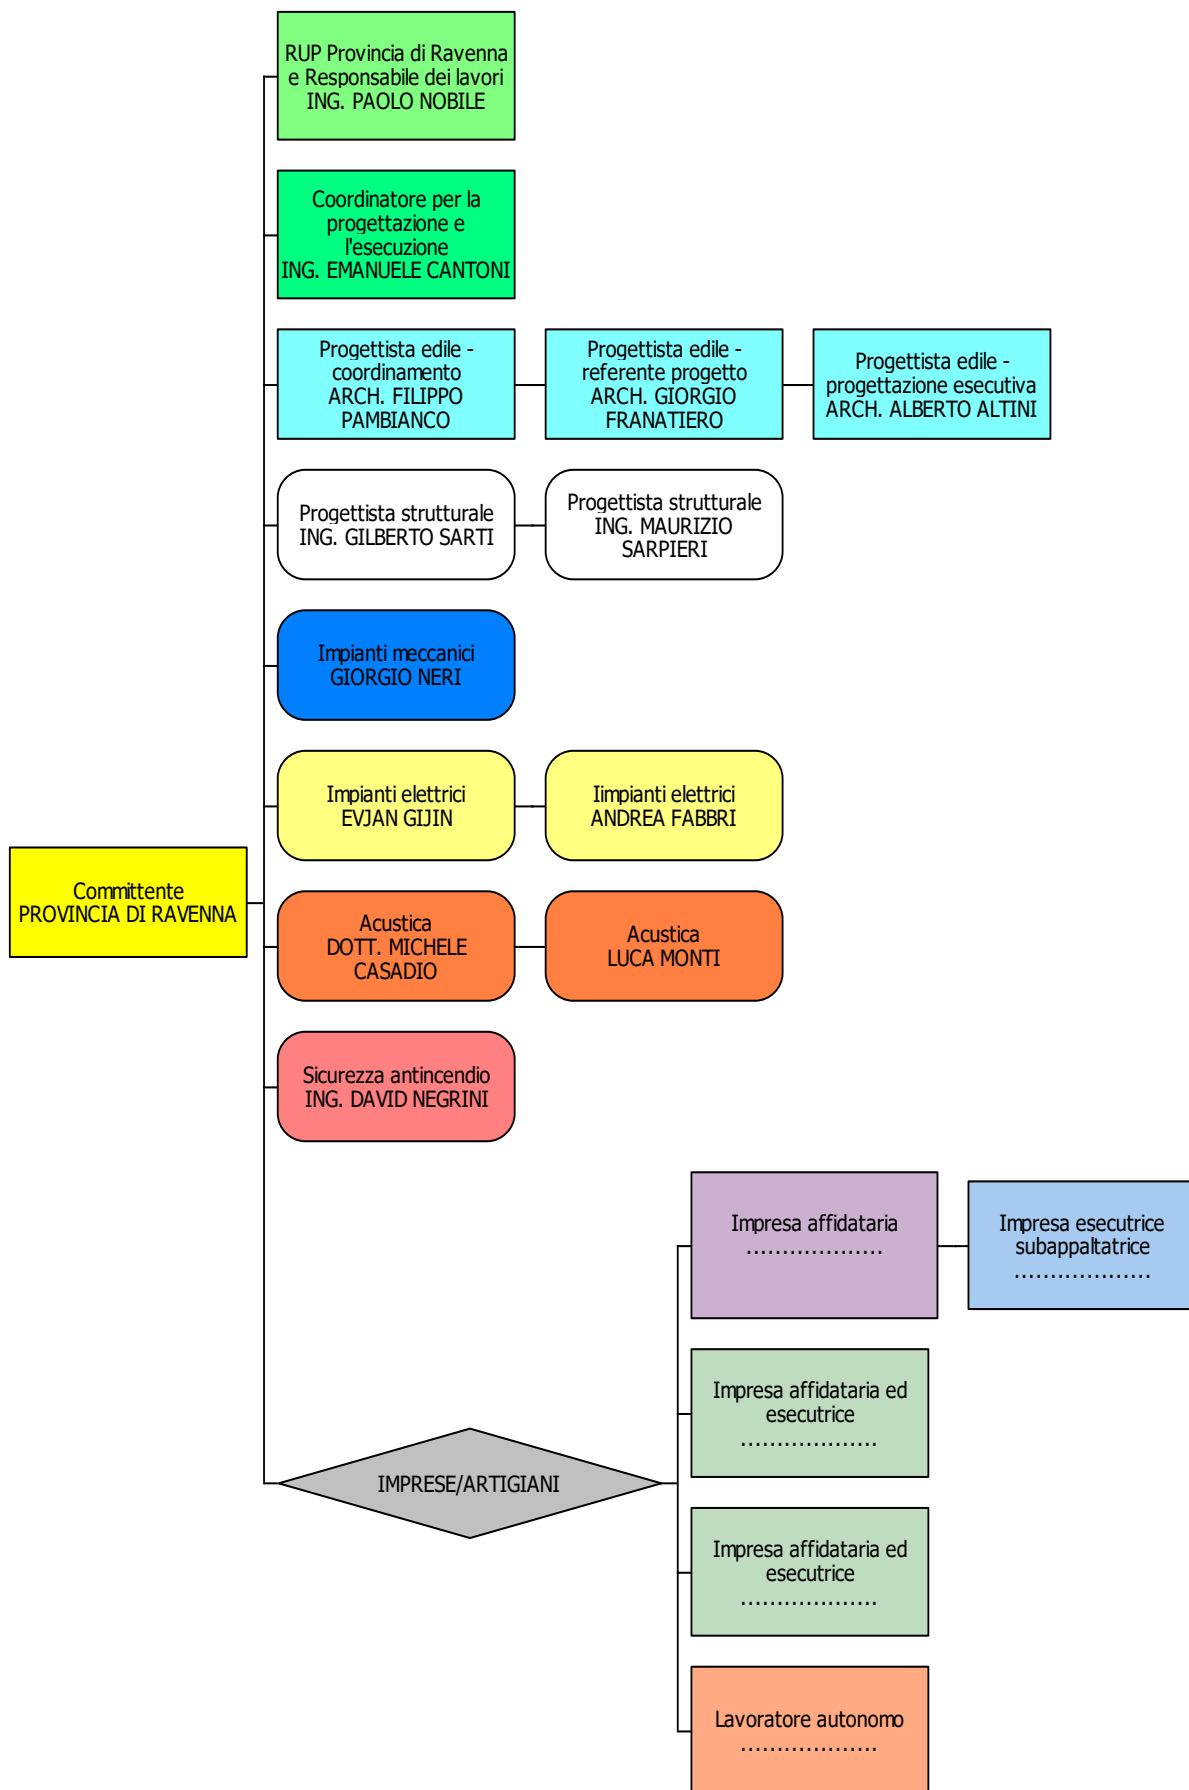 RUP Provincia di Ravenna
e Responsabile dei lavori
ING. PAOLO NOBILE
Coordinatore per la
progettazione e
l'esecuzione
ING. EMANUELE CANTONI
Progettista edile -
coordinamento
ARCH. FILIPPO
PAMBIANCO
Progettista edile -
referente progetto
ARCH. GIORGIO
FRANATIERO
Progettista edile -
progettazione esecutiva
ARCH. ALBERTO ALTINI
Progettista strutturale
ING. GILBERTO SARTI
Progettista strutturale
ING. MAURIZIO
SARPIERI
Impianti meccanici
GIORGIO NERI
Impianti elettrici
EVJAN GIJIN
Iimpianti elettrici
ANDREA FABBRI
Committente
PROVINCIA DI RAVENNA
Acustica
DOTT. MICHELE
CASADIO
Acustica
LUCA MONTI
Sicurezza antincendio
ING. DAVID NEGRINI
Impresa affidataria
...................
Impresa esecutrice
subappaltatrice
...................
Impresa affidataria ed
esecutrice
...................
IMPRESE/ARTIGIANI
Impresa affidataria ed
esecutrice
...................
Lavoratore autonomo
...................